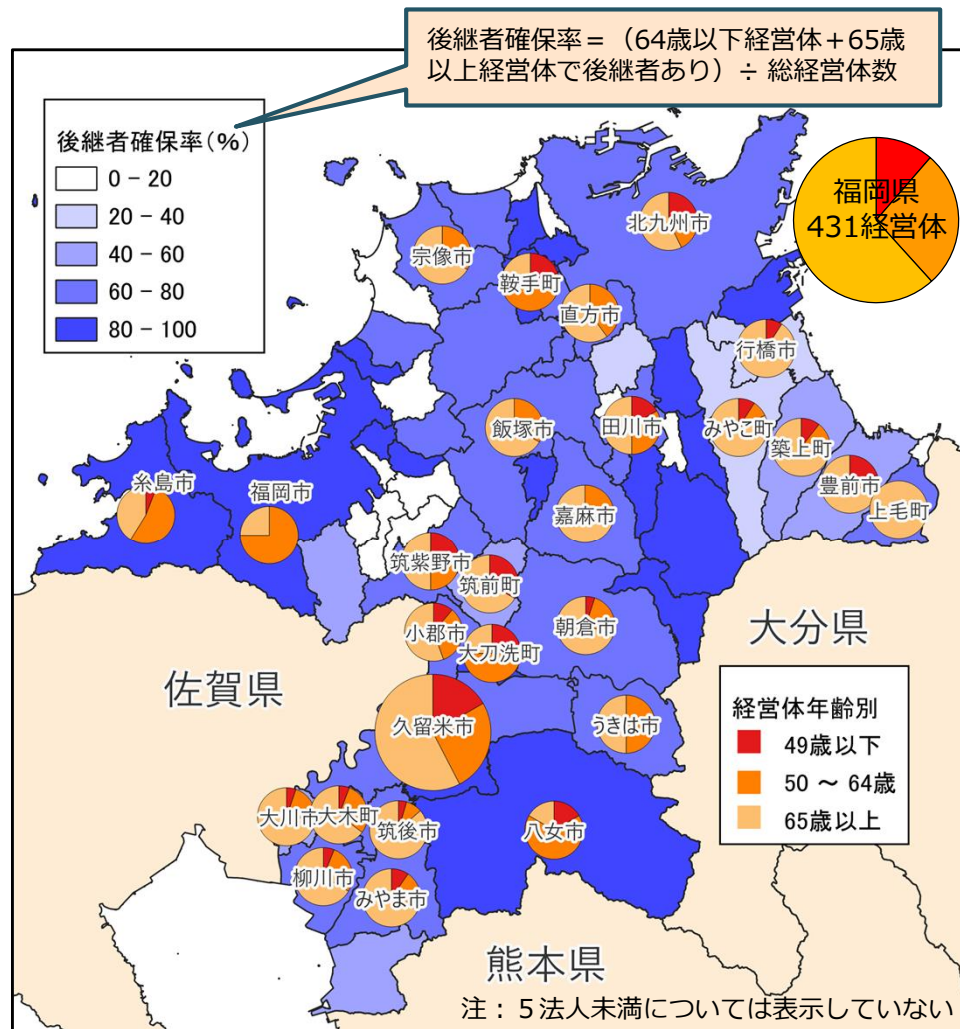 後継者確保率＝（64歳以下経営体＋65歳
以上経営体で後継者あり）÷ 総経営体数
後継者確保率(%)
0 − 20
20 − 40
40 − 60
60 − 80
80 − 100
福岡県
431経営体
北九州市
宗像市
鞍手町
直方市
行橋市
飯塚市
田川市
みやこ町
築上町
豊前市
上毛町
糸島市
福岡市
嘉麻市
筑紫野市
筑前町
小郡市
大刀洗町
朝倉市
大分県
佐賀県
久留米市
うきは市
経営体年齢別
49歳以下
50 ～ 64歳
65歳以上
大川市
大木町
筑後市
八女市
柳川市
みやま市
熊本県
注：５法人未満については表示していない